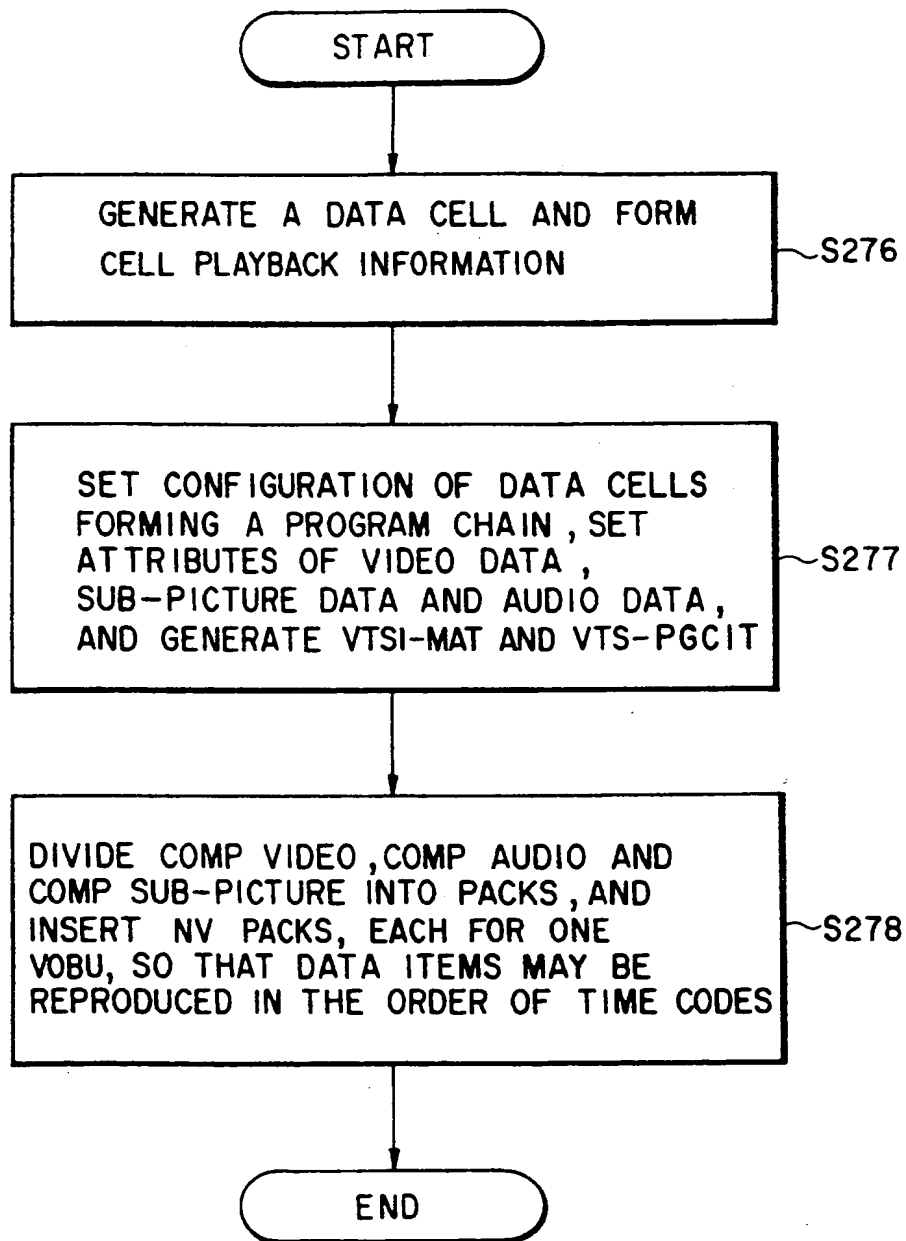 START
GENERATE A DATA CELL AND FORM
CELL PLAYBACK INFORMATION
S276
SET CONFIGURATION OF DATA CELLS
FORMING A PROGRAM CHAIN, SET
ATTRIBUTES OF VIDEO DATA,
SUB-PICTURE DATA AND AUDIO DATA,
AND GENERATE VTSI-MAT AND VTS-PGCIT
S277
DIVIDE COMP VIDEO, COMP AUDIO AND
COMP SUB-PICTURE INTO PACKS, AND
INSERT NV PACKS, EACH FOR ONE
VOBU, SO THAT DATA ITEMS MAY BE
REPRODUCED IN THE ORDER OF TIME CODES
S278
END